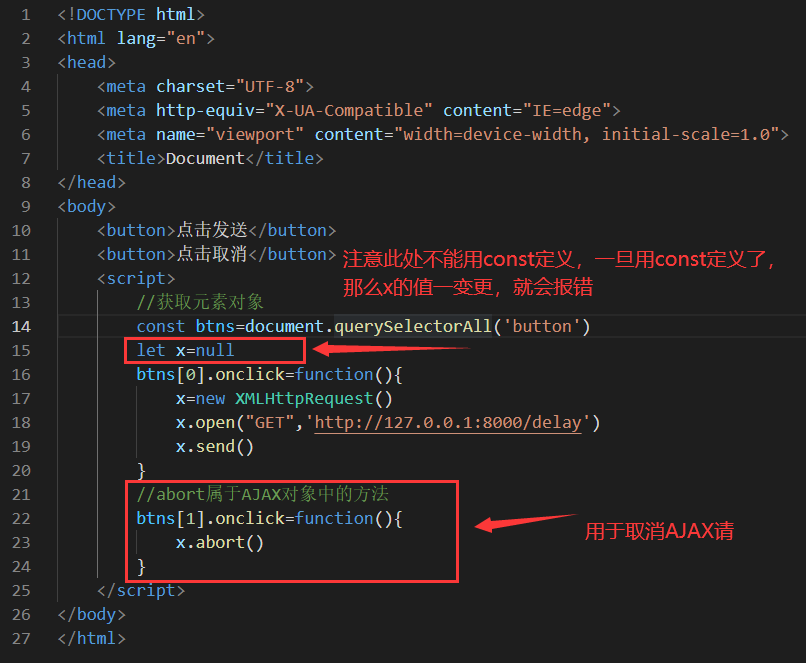 1 <!DOCTYPE html>
2 <html lang="en">
3 <head>
4     <meta charset="UTF-8">
5     <meta http-equiv="X-UA-Compatible" content="IE=edge">
6     <meta name="viewport" content="width=device-width, initial-scale=1.0">
7     <title>Document</title>
8 </head>
9 <body>
10     <button>点击发送</button>
11     <button>点击取消</button>
注意此处不能用const定义，一旦用const定义了，
那么x的值一变更，就会报错
12     <script>
13         //获取元素对象
14         const btns=document.querySelectorAll('button')
15         let x=null
16         btns[0].onclick=function(){
17             x=new XMLHttpRequest()
18             x.open("GET",'http://127.0.0.1:8000/delay')
19             x.send()
20         }
21         //abort属于AJAX对象中的方法
22         btns[1].onclick=function(){
23             x.abort()
用于取消AJAX请
24         }
25     </script>
26 </body>
27 </html>